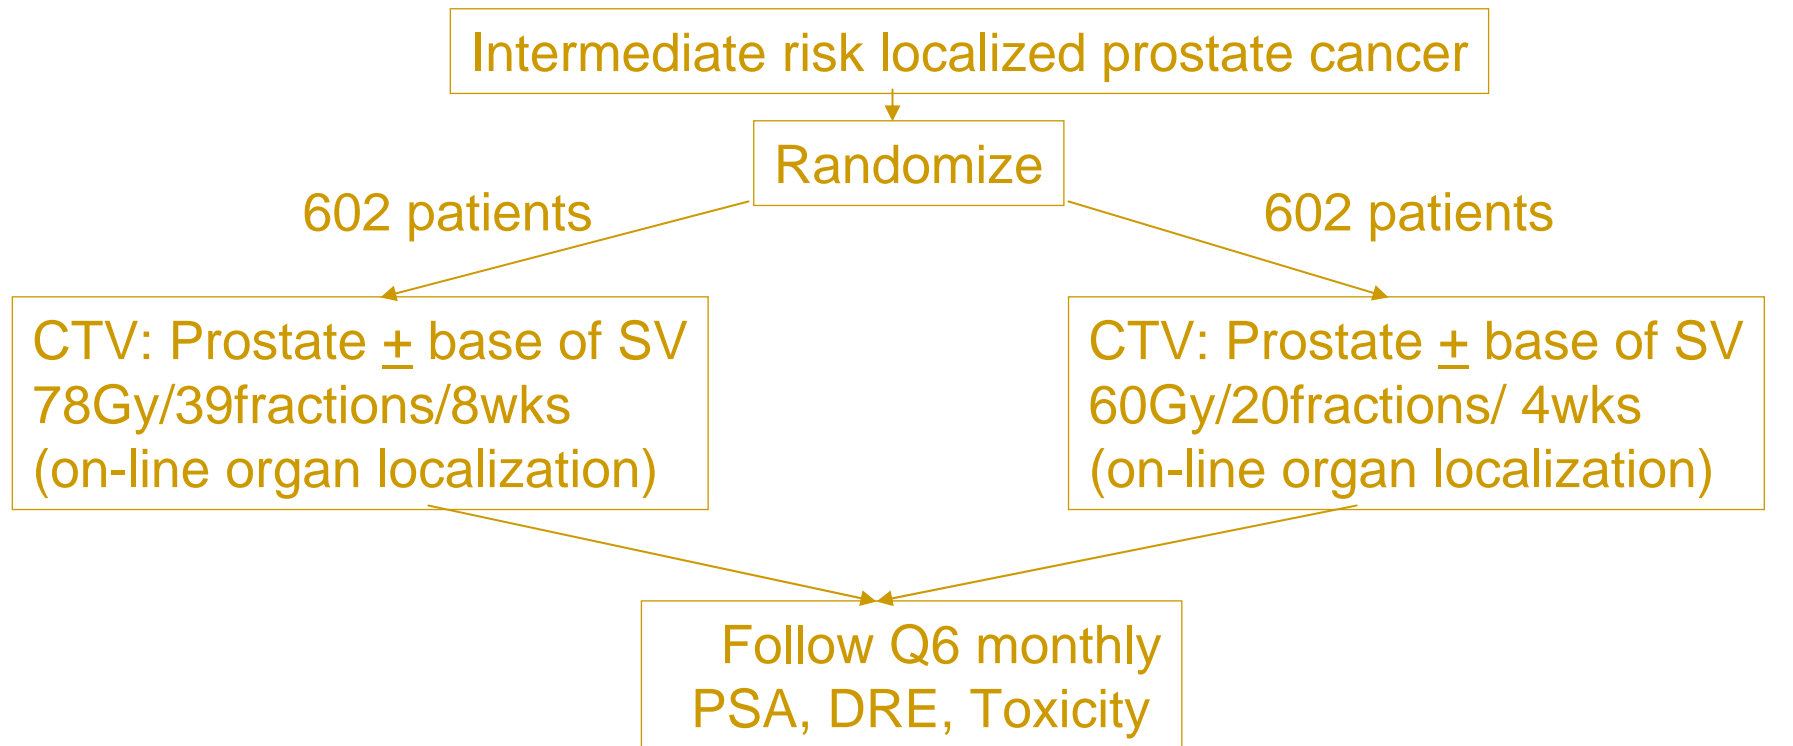 Intermediate risk localized prostate cancer
Randomize
602 patients
602 patients
CTV: Prostate ± base of SV
78Gy/39fractions/8wks
(on-line organ localization)
CTV: Prostate ± base of SV
60Gy/20fractions/ 4wks
(on-line organ localization)
Follow Q6 monthly
PSA, DRE, Toxicity